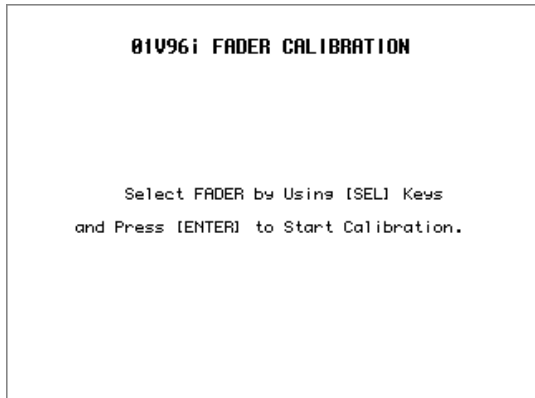 01V96i FADER CALIBRATION
Select FADER by Using [SEL] Keys
and Press [ENTER] to Start Calibration.